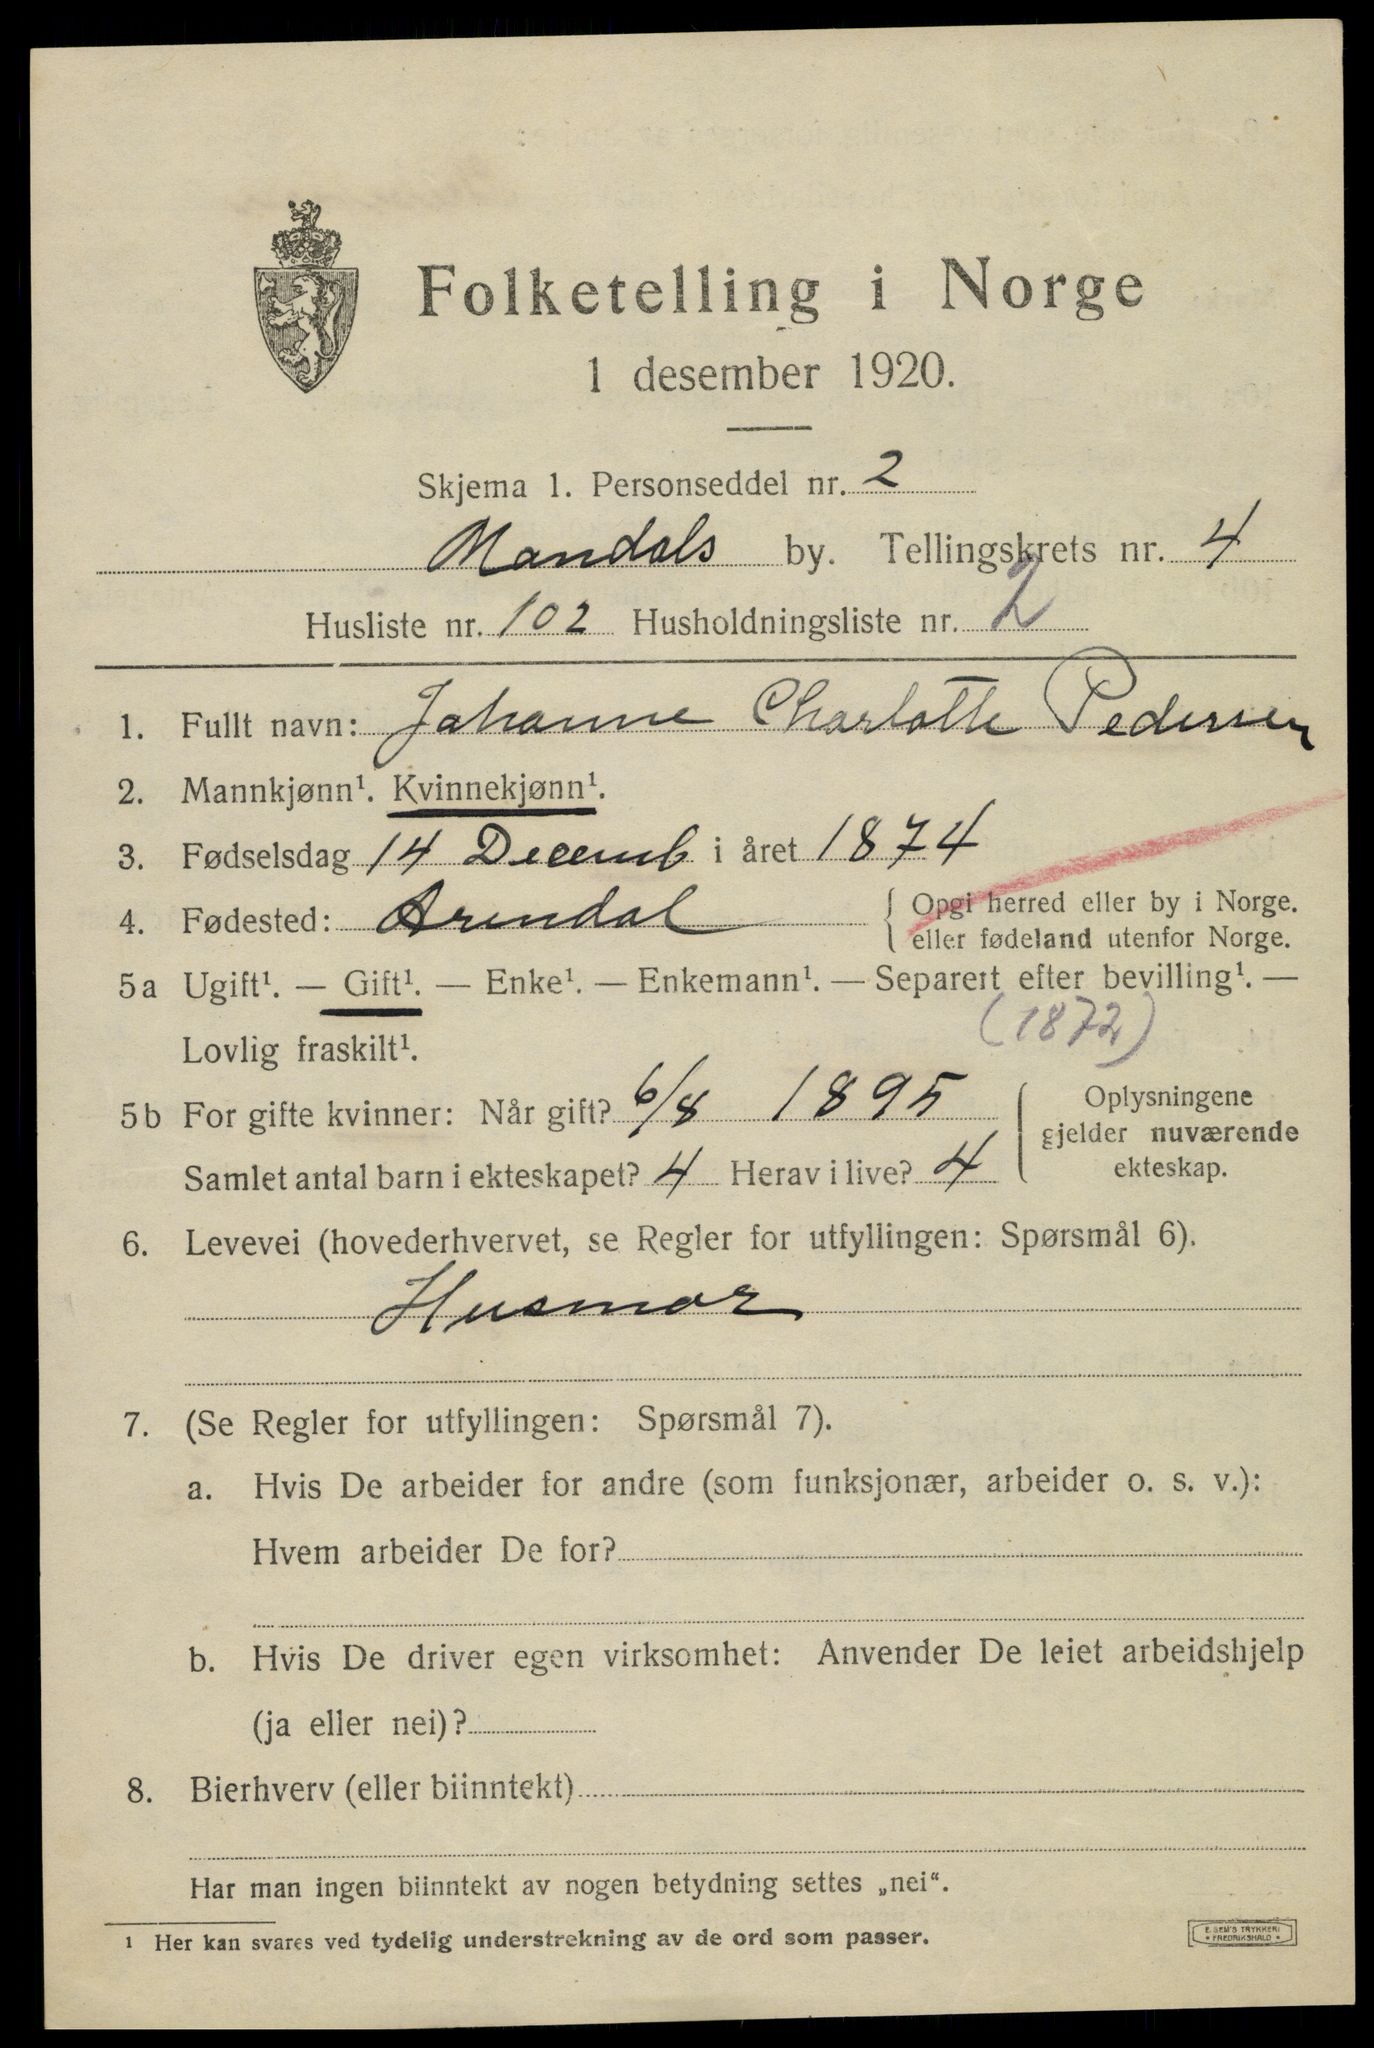 Folketelling i Norge
1 desember 1920.
Skjema 1. Personseddel nr. 2
Mandals by. Tellingskrets nr. 4
Husliste nr. 102 Husholdningsliste nr. 2
1. Fullt navn: Johanne Charlotte Pedersen
2. Mannkjønn¹. Kvinnekjønn¹.
3. Fødselsdag 14 Decemb i året 1874
4. Fødested: Arendal { Opgi herred eller by i Norge.
eller fødeland utenfor Norge.
5a Ugift¹. — Gift¹. — Enke¹. — Enkemann¹. — Separert efter bevilling¹. —
Lovlig fraskilt¹. (1872)
5b For gifte kvinner: Når gift? 6/8 1895 { Oplysningene
gjelder nuværende
Samlet antal barn i ekteskapet? 4 Herav i live? 4 ekteskap.
6. Levevei (hovederhvervet, se Regler for utfyllingen: Spørsmål 6).
Husmor
7. (Se Regler for utfyllingen: Spørsmål 7).
a. Hvis De arbeider for andre (som funksjonær, arbeider o. s. v.):
Hvem arbeider De for?
b. Hvis De driver egen virksomhet: Anvender De leiet arbeidshjelp
(ja eller nei)?
8. Bierhverv (eller biinntekt)
Har man ingen biinntekt av nogen betydning settes „nei“.
¹ Her kan svares ved tydelig understrekning av de ord som passer.
E. SEM'S TRYKKERI
* FREDRIKSHALD *